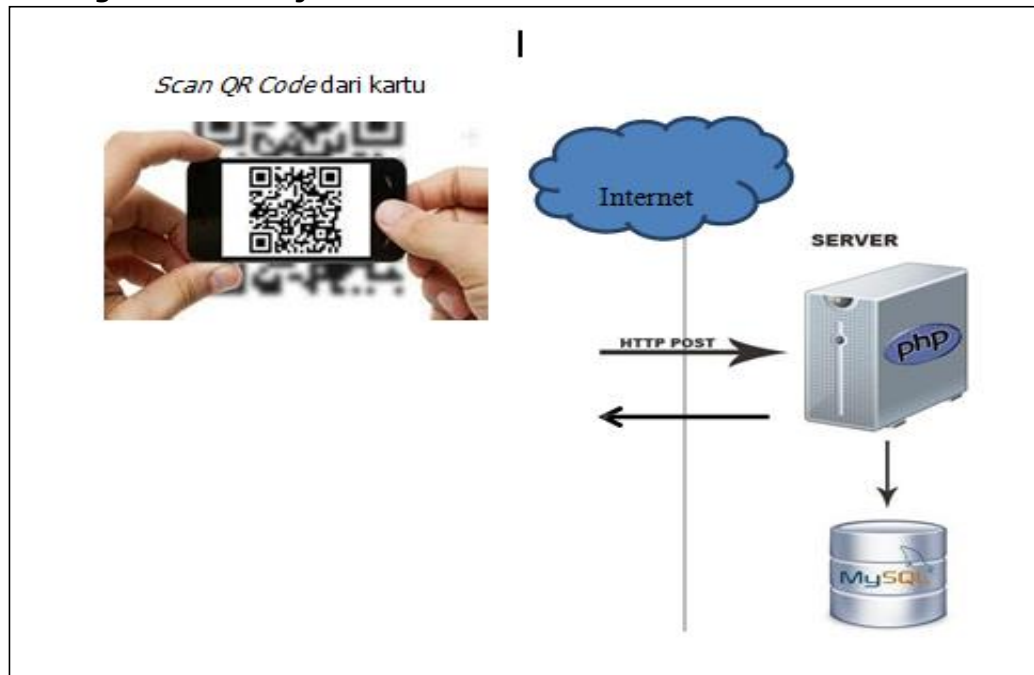 Scan QR Code dari kartu
Internet
SERVER
HTTP POST
php
MySQL